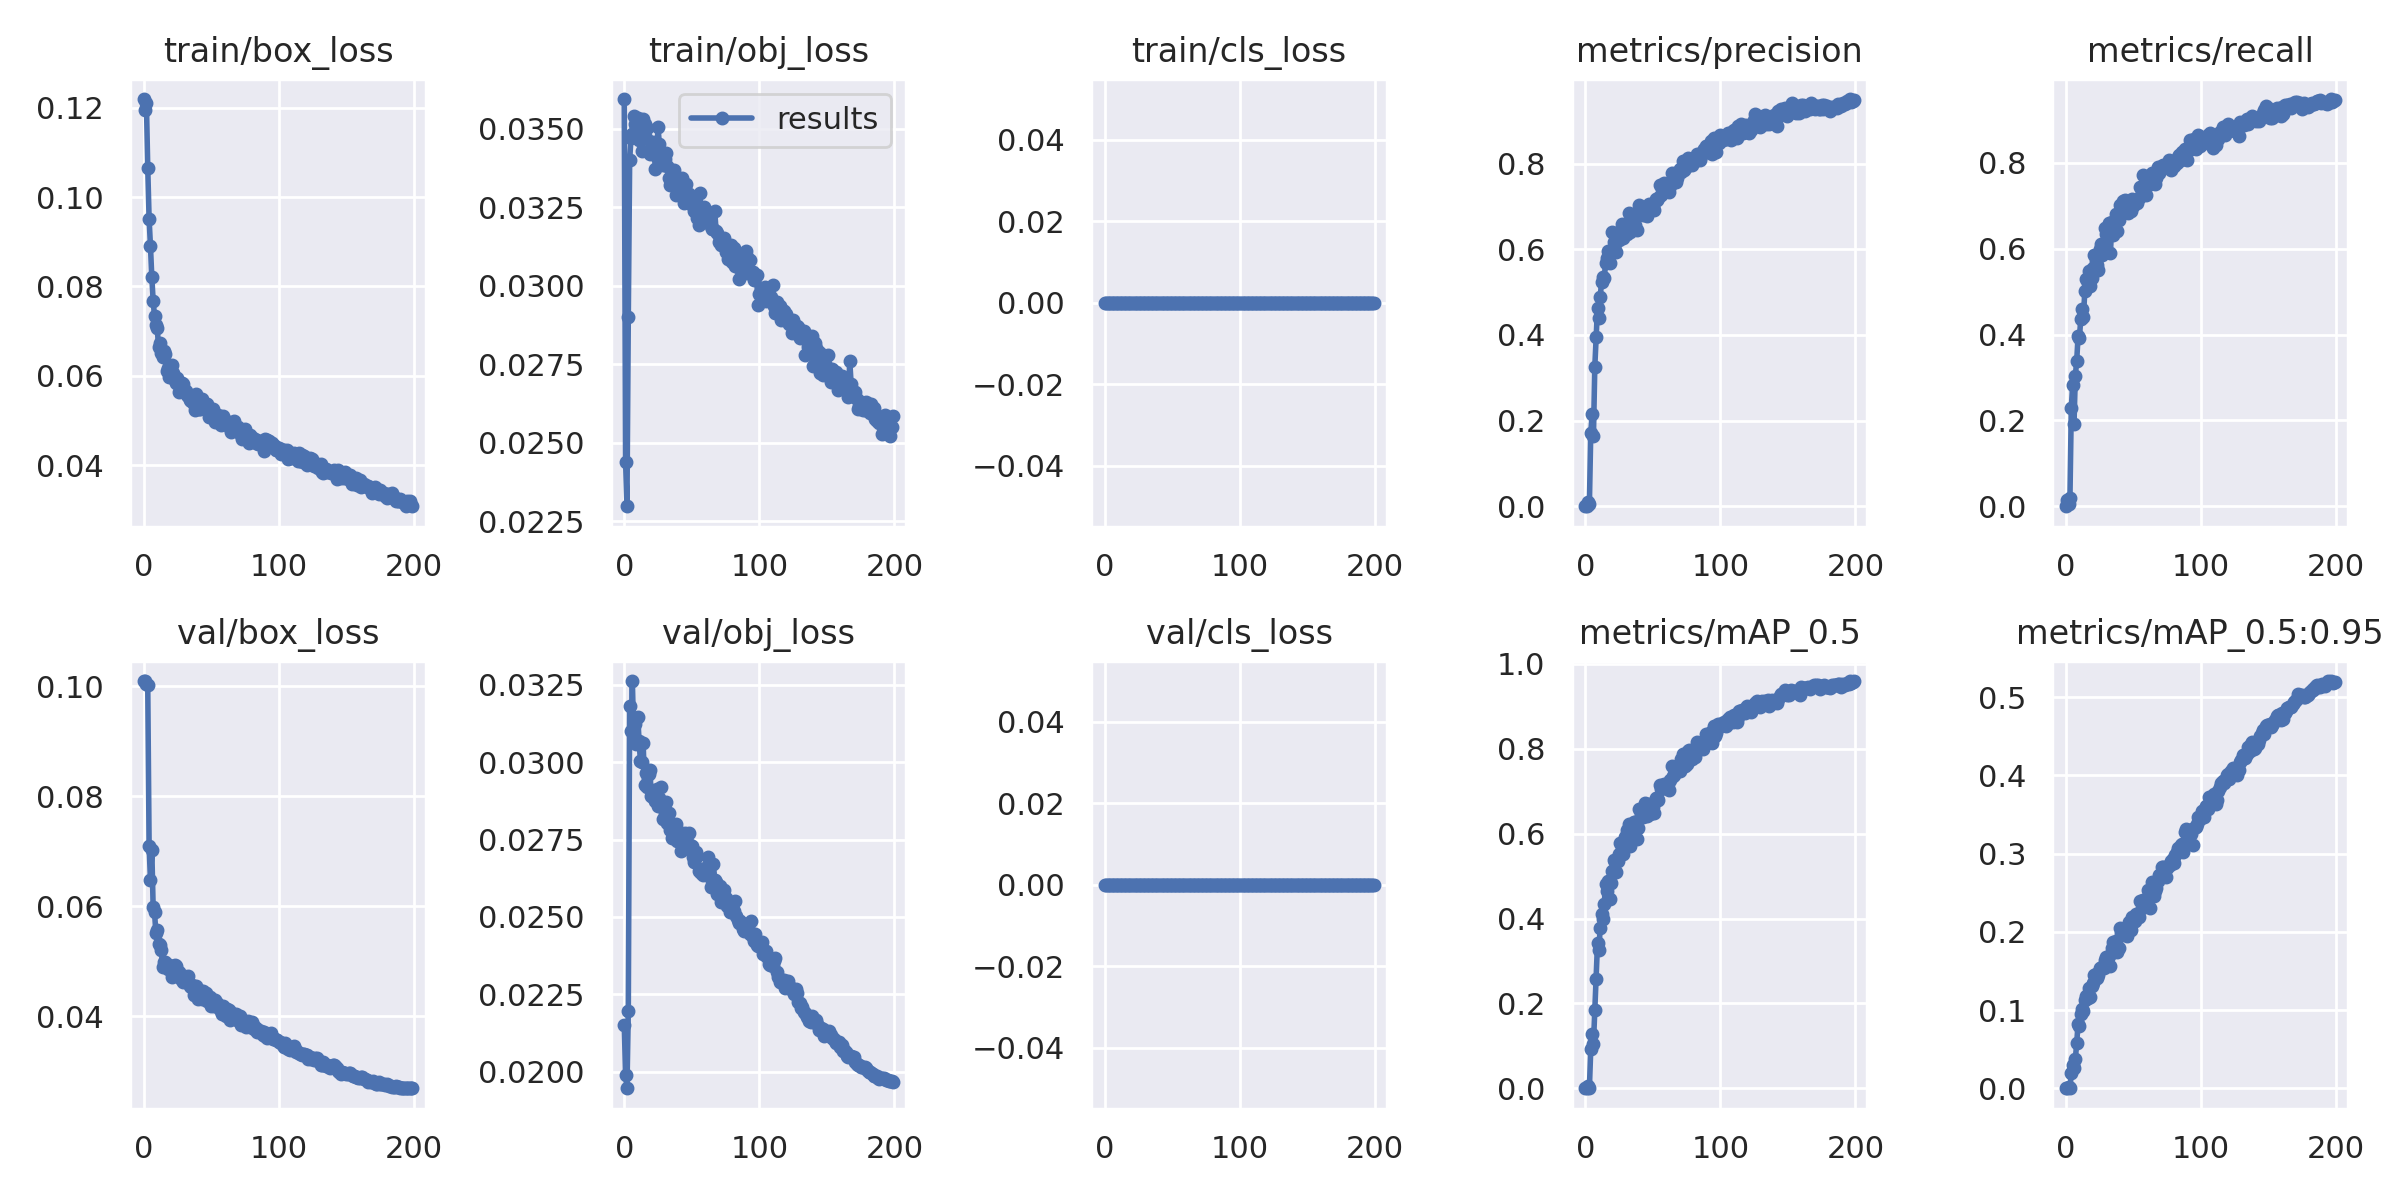 train/box_loss
0.12
0.10
0.08
0.06
0.04
0 100 200
train/obj_loss
results
0.0350
0.0325
0.0300
0.0275
0.0250
0.0225
0 100 200
train/cls_loss
0.04
0.02
0.00
−0.02
−0.04
0 100 200
metrics/precision
0.8
0.6
0.4
0.2
0.0
0 100 200
metrics/recall
0.8
0.6
0.4
0.2
0.0
0 100 200
val/box_loss
0.10
0.08
0.06
0.04
0 100 200
val/obj_loss
0.0325
0.0300
0.0275
0.0250
0.0225
0.0200
0 100 200
val/cls_loss
0.04
0.02
0.00
−0.02
−0.04
0 100 200
metrics/mAP_0.5
1.0
0.8
0.6
0.4
0.2
0.0
0 100 200
metrics/mAP_0.5:0.95
0.5
0.4
0.3
0.2
0.1
0.0
0 100 200